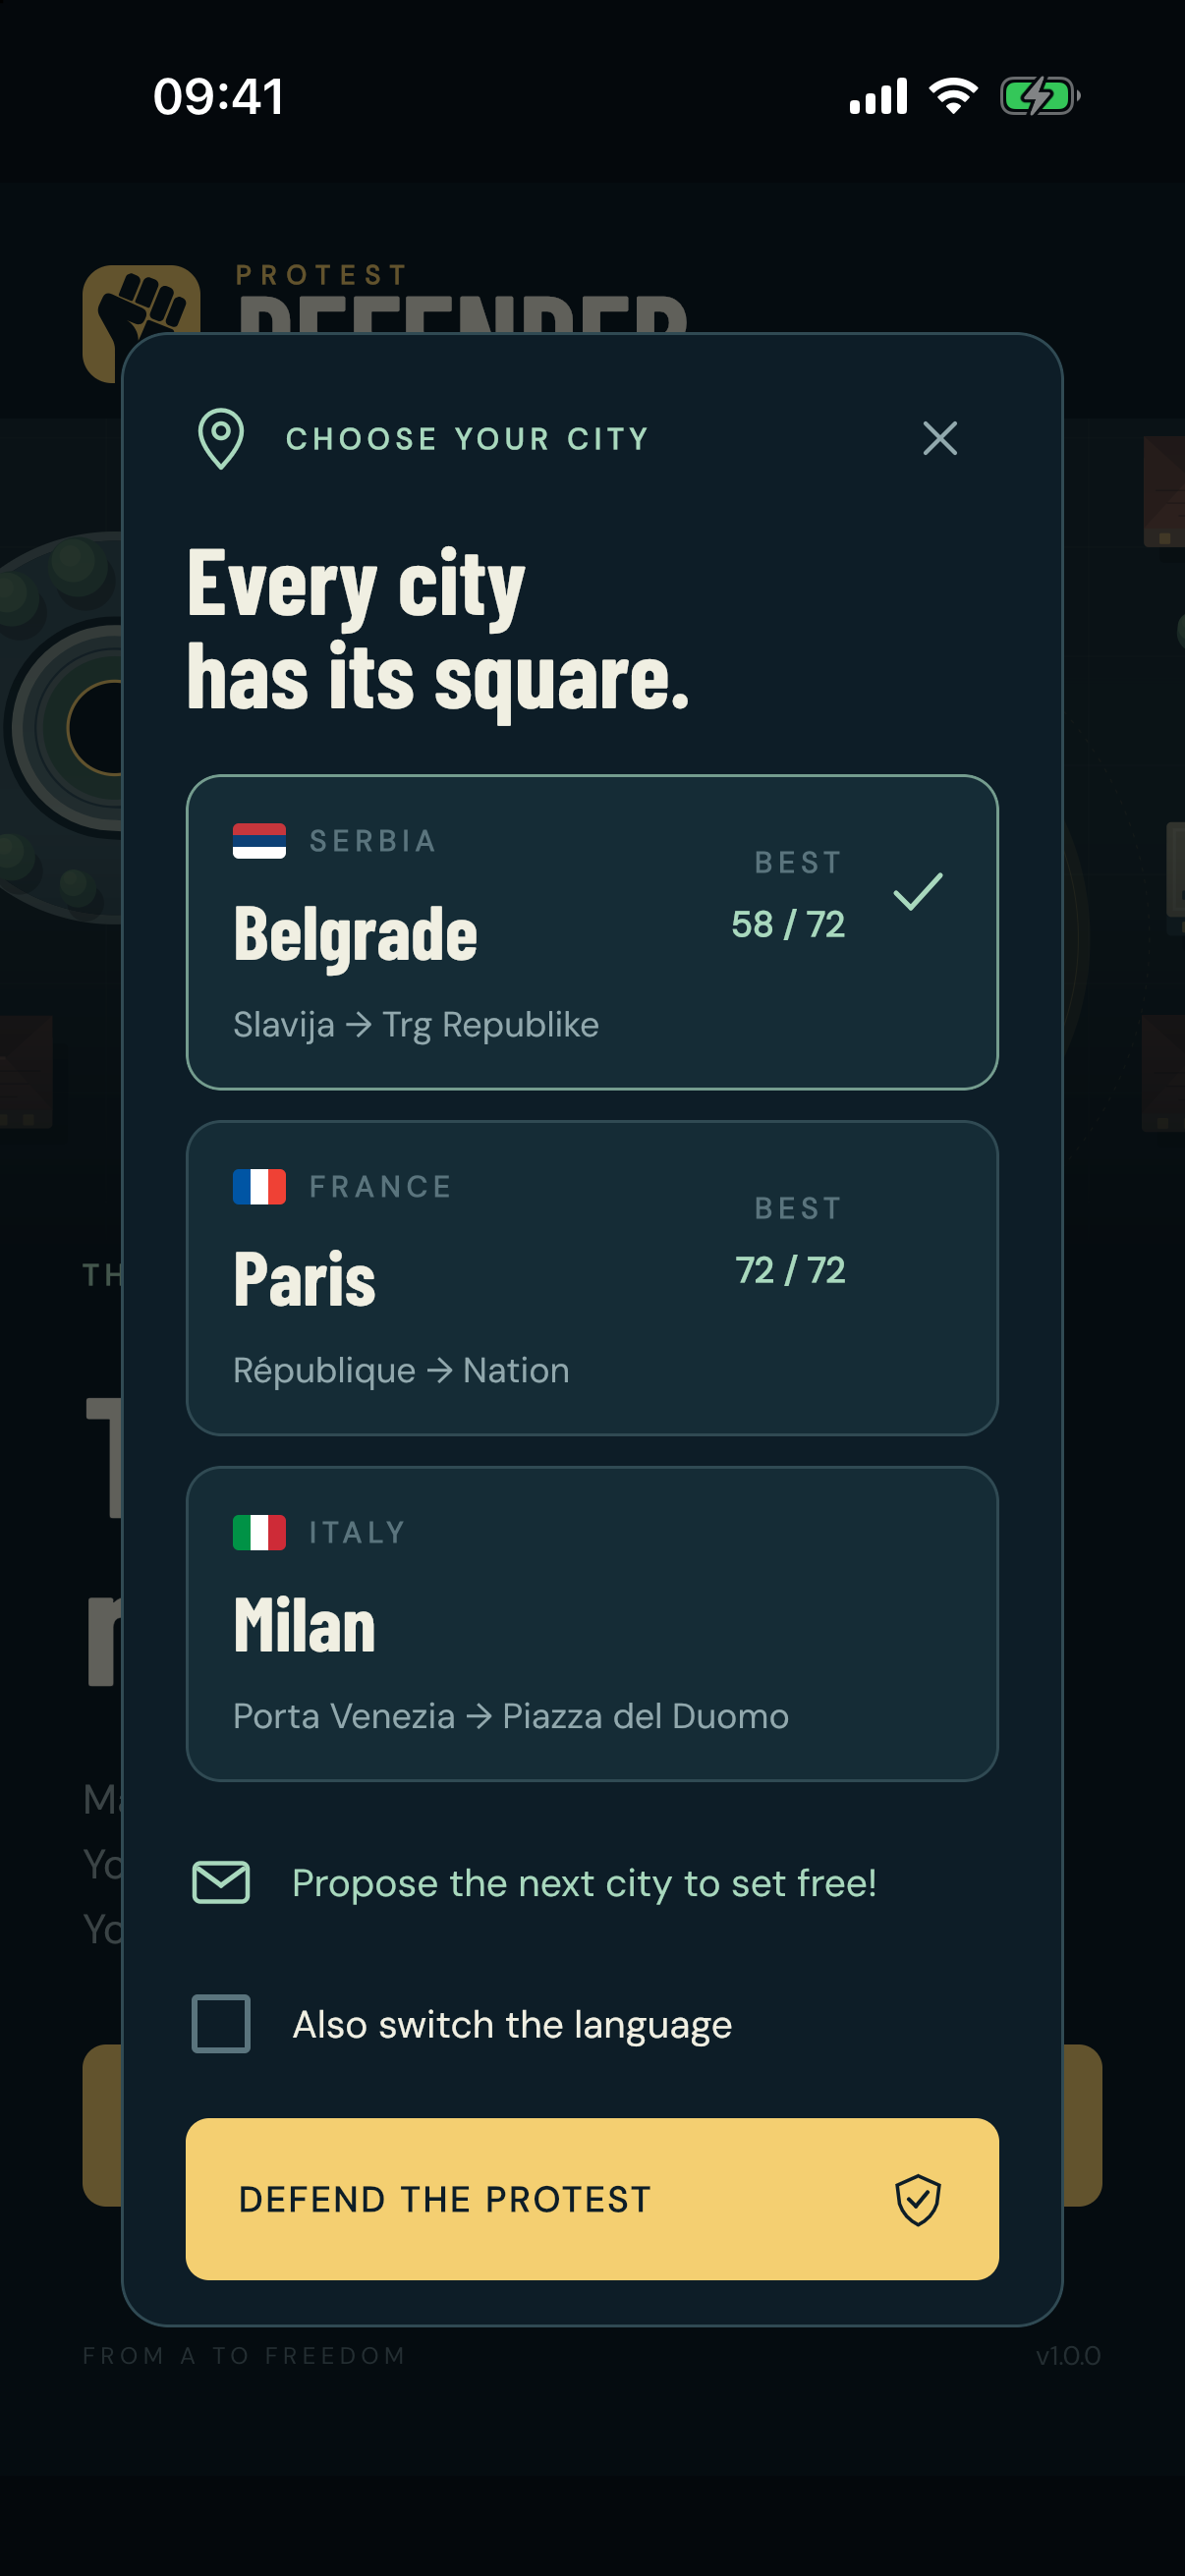 09:41
PROTEST
DEFENDER
CHOOSE YOUR CITY
Every city
has its square.
SERBIA
BEST
Belgrade
58 / 72
Slavija → Trg Republike
FRANCE
BEST
Paris
72 / 72
République → Nation
ITALY
Milan
Porta Venezia → Piazza del Duomo
Propose the next city to set free!
Also switch the language
DEFEND THE PROTEST
FROM A TO FREEDOM
v1.0.0